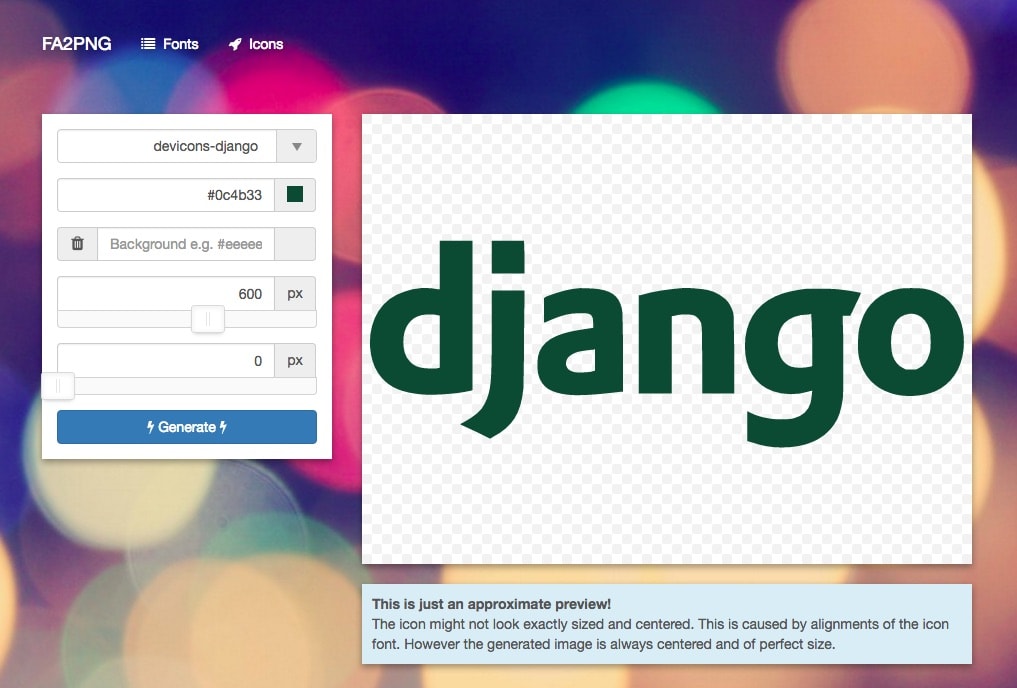 FA2PNG Fonts Icons
devicons-django
#0c4b33
Background e.g. #eeeeee
600 px
0 px
Generate
django
This is just an approximate preview!
The icon might not look exactly sized and centered. This is caused by alignments of the icon
font. However the generated image is always centered and of perfect size.